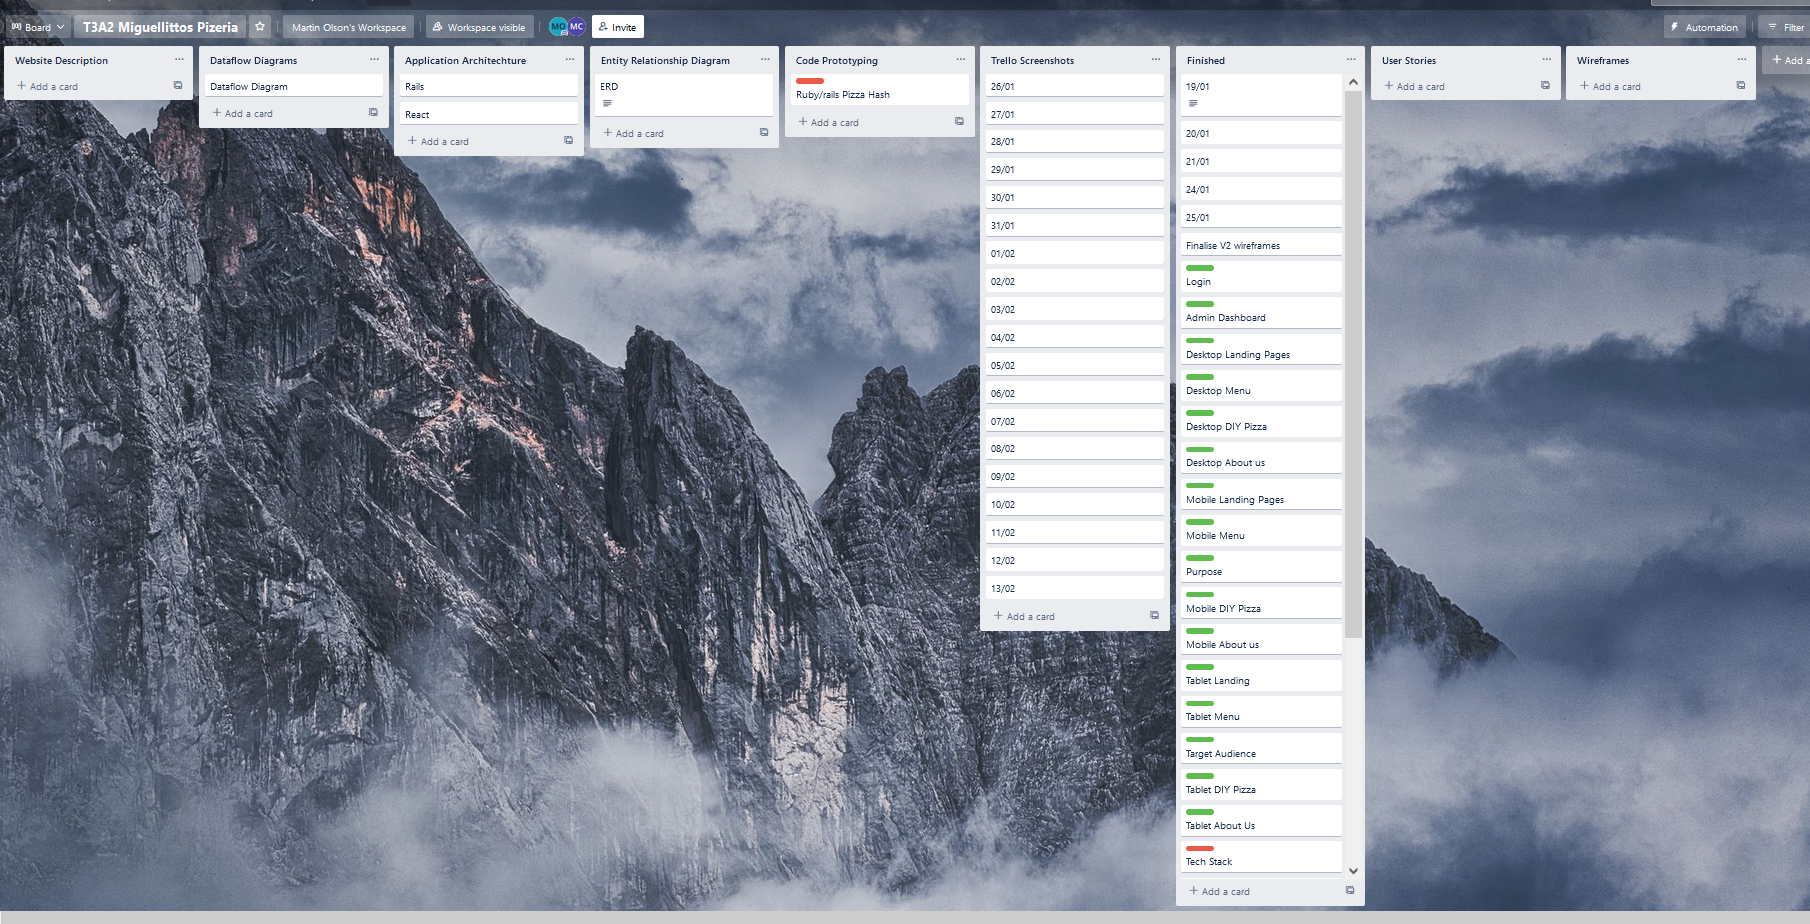 Board
T3A2 Miguellittos Pizeria
Martin Olson's Workspace
Workspace visible
MO
MC
Invite
Automation
Filter
Website Description
Add a card
Dataflow Diagrams
Dataflow Diagram
Add a card
Application Architechture
Rails
React
Add a card
Entity Relationship Diagram
ERD
Add a card
Code Prototyping
Ruby/rails Pizza Hash
Add a card
Trello Screenshots
26/01
27/01
28/01
29/01
30/01
31/01
01/02
02/02
03/02
04/02
05/02
06/02
07/02
08/02
09/02
10/02
11/02
12/02
13/02
Add a card
Finished
19/01
20/01
21/01
24/01
25/01
Finalise V2 wireframes
Login
Admin Dashboard
Desktop Landing Pages
Desktop Menu
Desktop DIY Pizza
Desktop About us
Mobile Landing Pages
Mobile Menu
Purpose
Mobile DIY Pizza
Mobile About us
Tablet Landing
Tablet Menu
Target Audience
Tablet DIY Pizza
Tablet About Us
Tech Stack
Add a card
User Stories
Add a card
Wireframes
Add a card
Add a